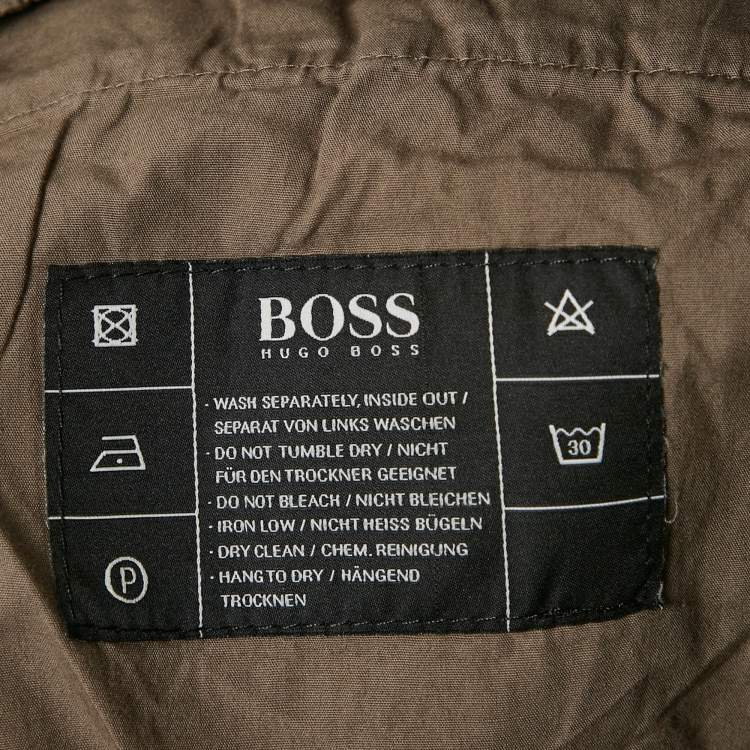 BOSS
HUGO BOSS
· WASH SEPARATELY, INSIDE OUT /
SEPARAT VON LINKS WASCHEN
· DO NOT TUMBLE DRY / NICHT
FÜR DEN TROCKNER GEEIGNET
· DO NOT BLEACH / NICHT BLEICHEN
· IRON LOW / NICHT HEISS BÜGELN
· DRY CLEAN / CHEM. REINIGUNG
· HANG TO DRY / HÄNGEND
TROCKNEN
30
P